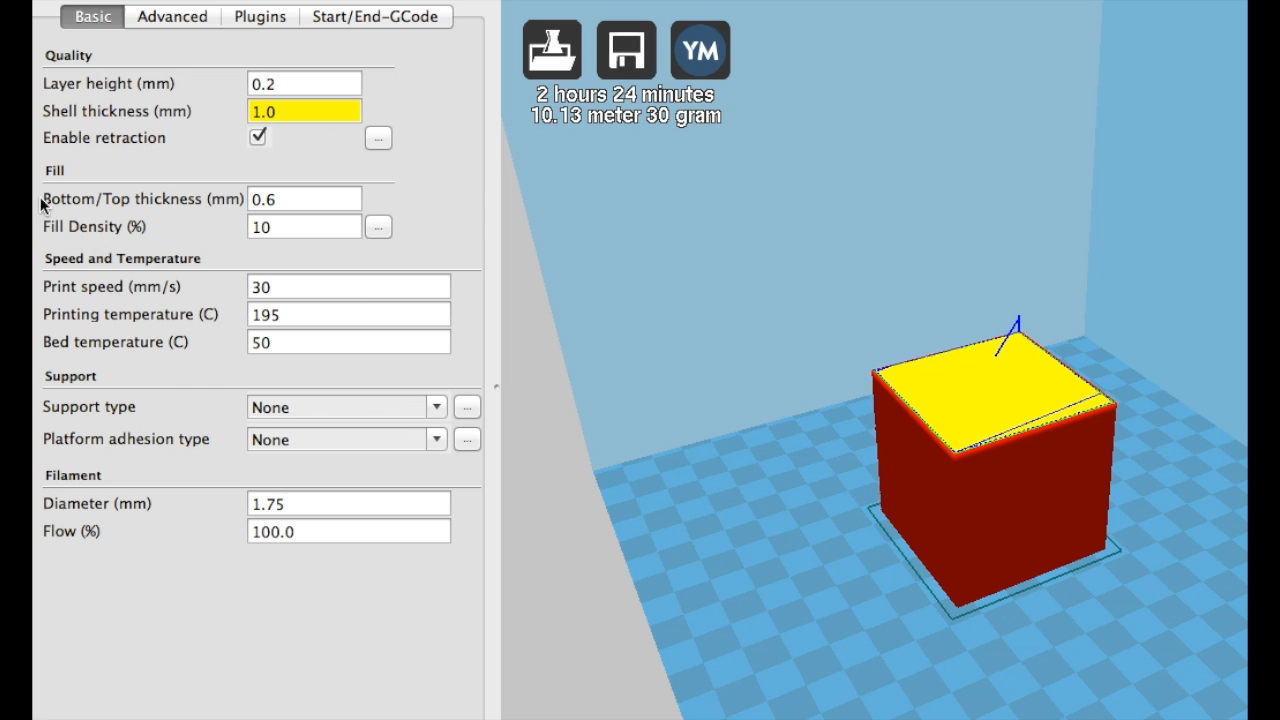 Basic Advanced Plugins Start/End-GCode
Quality
Layer height (mm) 0.2
Shell thickness (mm) 1.0
Enable retraction ...
Fill
Bottom/Top thickness (mm) 0.6
Fill Density (%) 10 ...
Speed and Temperature
Print speed (mm/s) 30
Printing temperature (C) 195
Bed temperature (C) 50
Support
Support type None ...
Platform adhesion type None ...
Filament
Diameter (mm) 1.75
Flow (%) 100.0
YM
2 hours 24 minutes
10.13 meter 30 gram